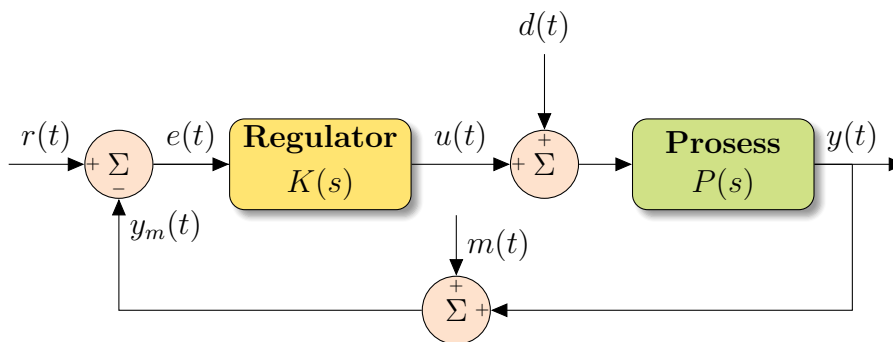 d(t)
r(t)
+ Σ
−
e(t)
Regulator
K(s)
u(t)
+
+ Σ
Prosess
P(s)
y(t)
y_m(t)
m(t)
+
Σ +